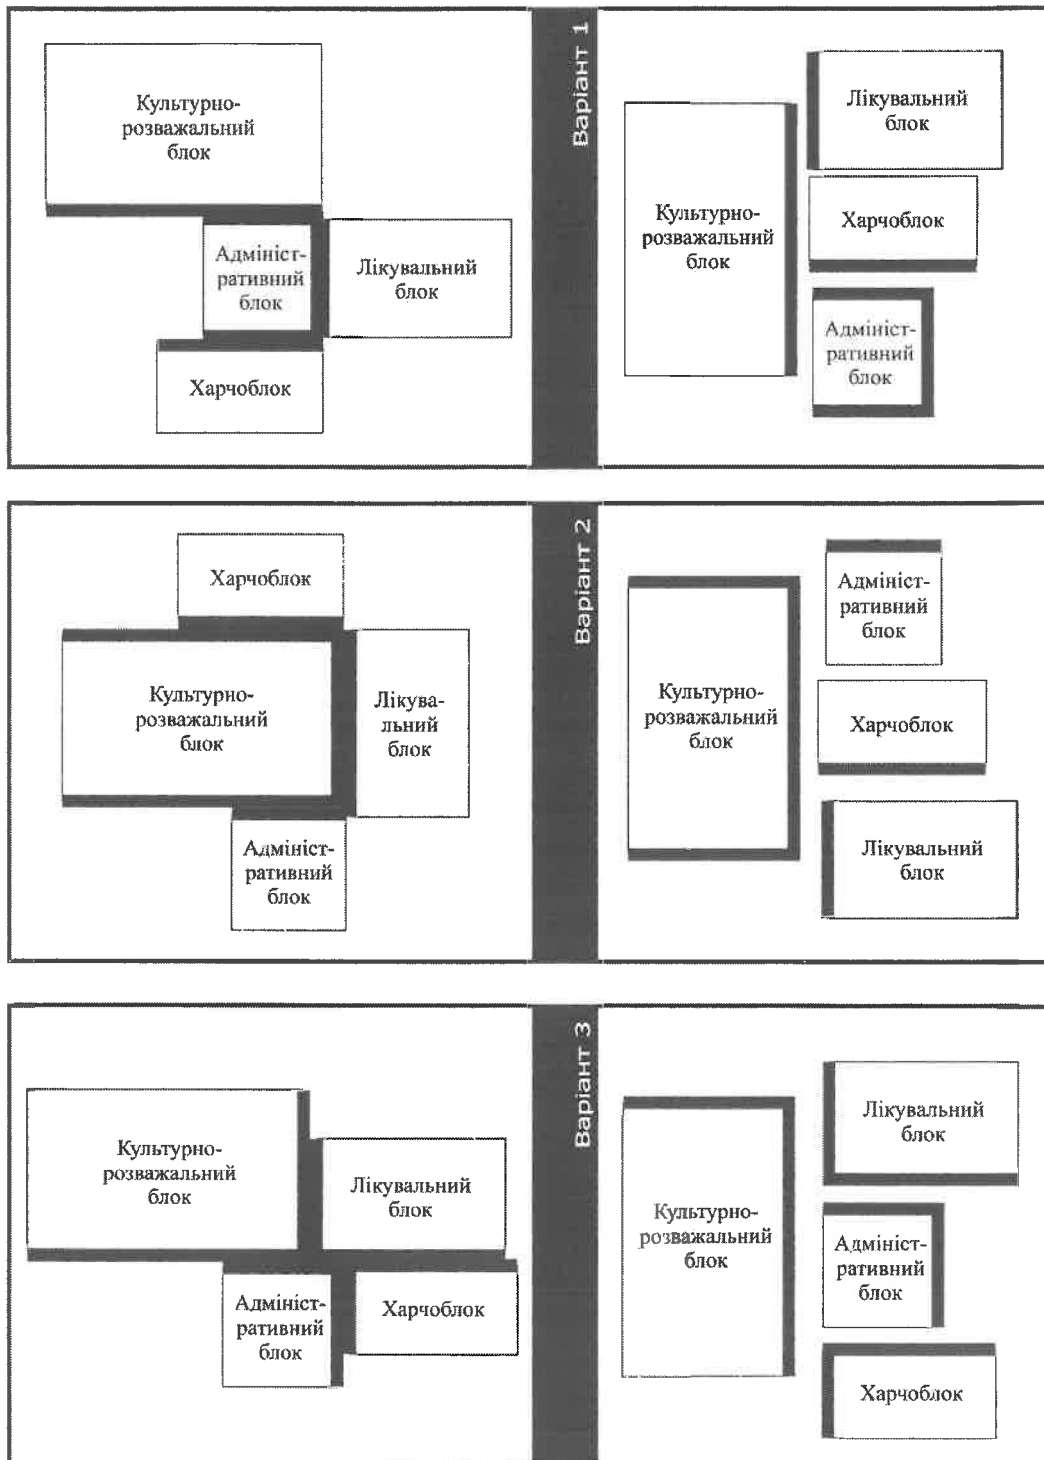 Культурно-
розважальний
блок
Адмініст-
ративний
блок
Лікувальний
блок
Харчоблок
Варіант 1
Культурно-
розважальний
блок
Лікувальний
блок
Харчоблок
Адмініст-
ративний
блок
Харчоблок
Культурно-
розважальний
блок
Лікува-
льний
блок
Адмініст-
ративний
блок
Варіант 2
Культурно-
розважальний
блок
Адмініст-
ративний
блок
Харчоблок
Лікувальний
блок
Культурно-
розважальний
блок
Лікувальний
блок
Адмініст-
ративний
блок
Харчоблок
Варіант 3
Культурно-
розважальний
блок
Лікувальний
блок
Адмініст-
ративний
блок
Харчоблок